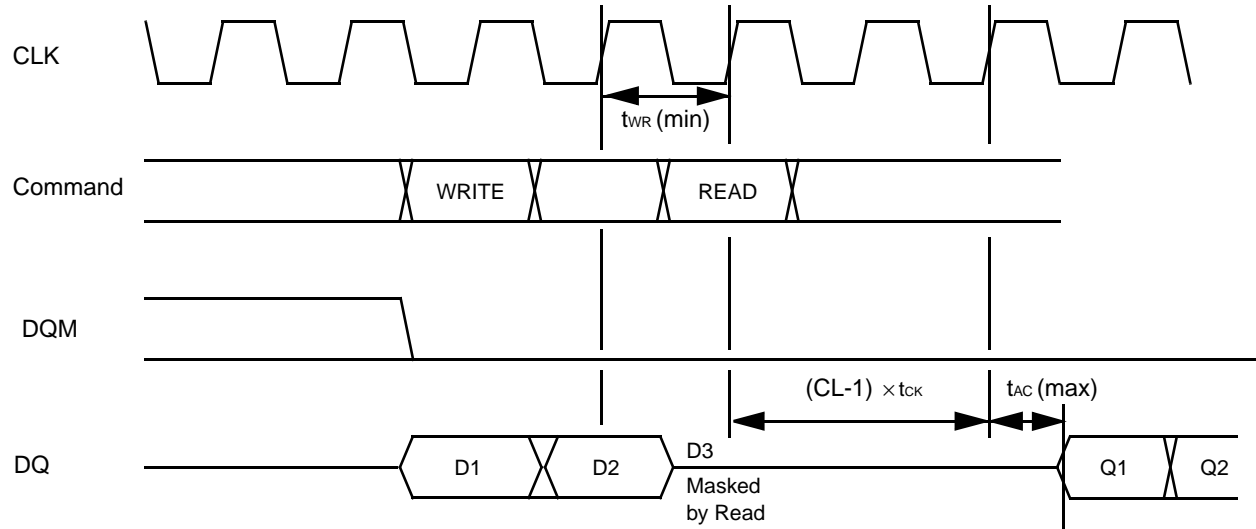 CLK
tWR (min)
Command
WRITE
READ
DQM
(CL-1) × tCK
tAC (max)
DQ
D1
D2
D3
Masked
by Read
Q1
Q2